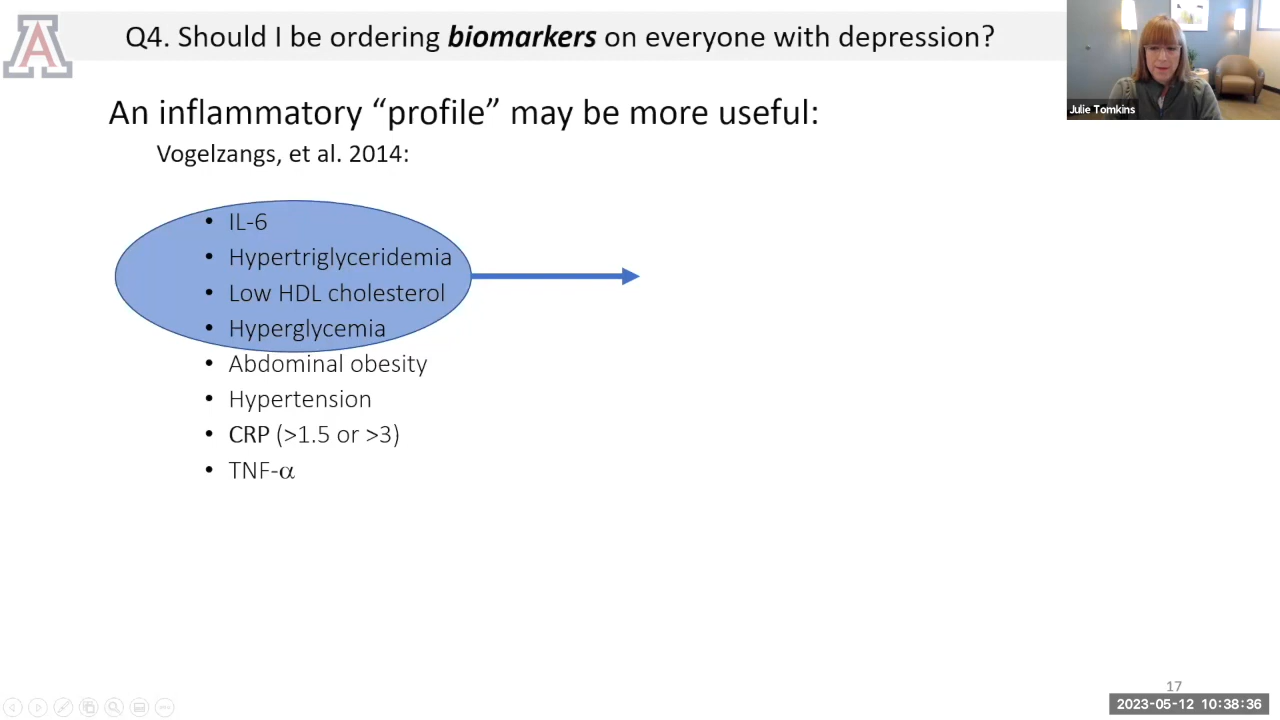 Q4. Should I be ordering biomarkers on everyone with depression?
Julie Tomkins
An inflammatory “profile” may be more useful:
Vogelzangs, et al. 2014:
• IL-6
• Hypertriglyceridemia
• Low HDL cholesterol
• Hyperglycemia
• Abdominal obesity
• Hypertension
• CRP (>1.5 or >3)
• TNF-α
17
2023-05-12 10:38:36
A